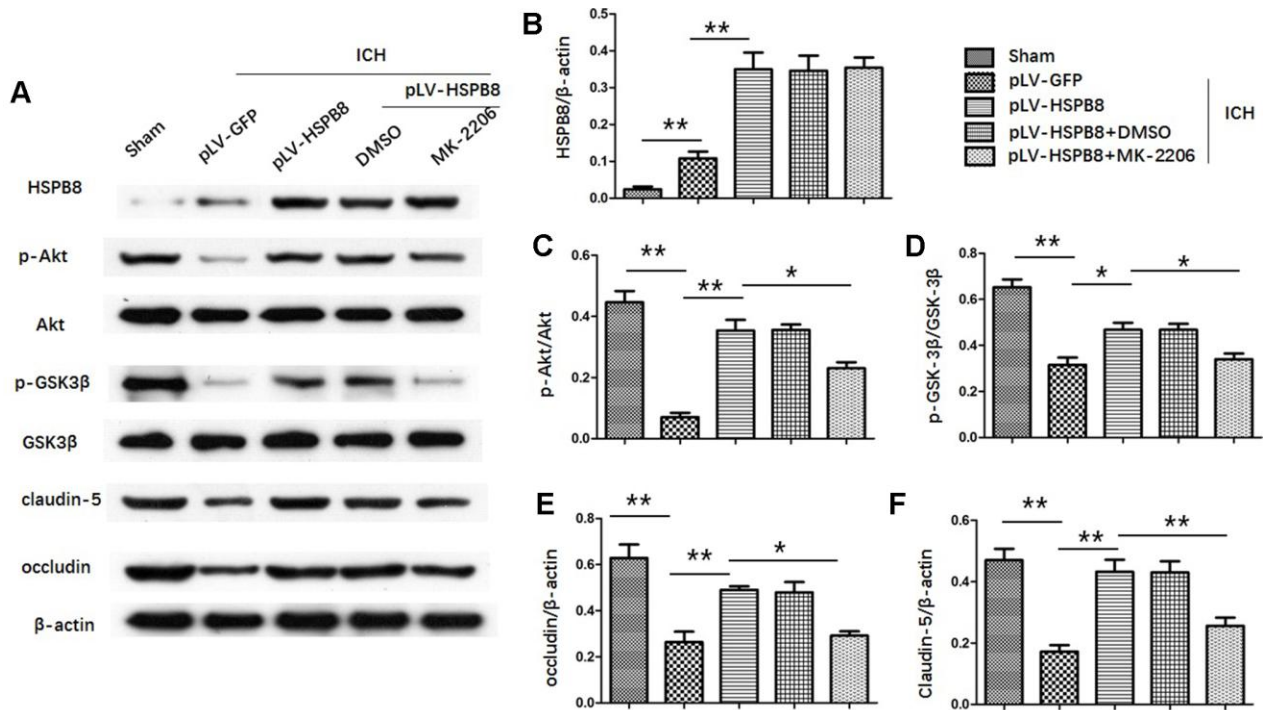 A
ICH
pLV-HSPB8
Sham
pLV-GFP
pLV-HSPB8
DMSO
MK-2206
HSPB8
p-Akt
Akt
p-GSK3β
GSK3β
claudin-5
occludin
β-actin
B
HSPB8/β-actin
0.5
0.4
0.3
0.2
0.1
0.0
**
**
Sham
pLV-GFP
pLV-HSPB8
pLV-HSPB8+DMSO
pLV-HSPB8+MK-2206
ICH
C
p-Akt/Akt
0.6
0.4
0.2
0.0
**
**
*
D
p-GSK-3β/GSK-3β
0.8
0.6
0.4
0.2
0.0
**
*
*
E
occludin/β-actin
0.8
0.6
0.4
0.2
0.0
**
**
*
F
Claudin-5/β-actin
0.6
0.4
0.2
0.0
**
**
**